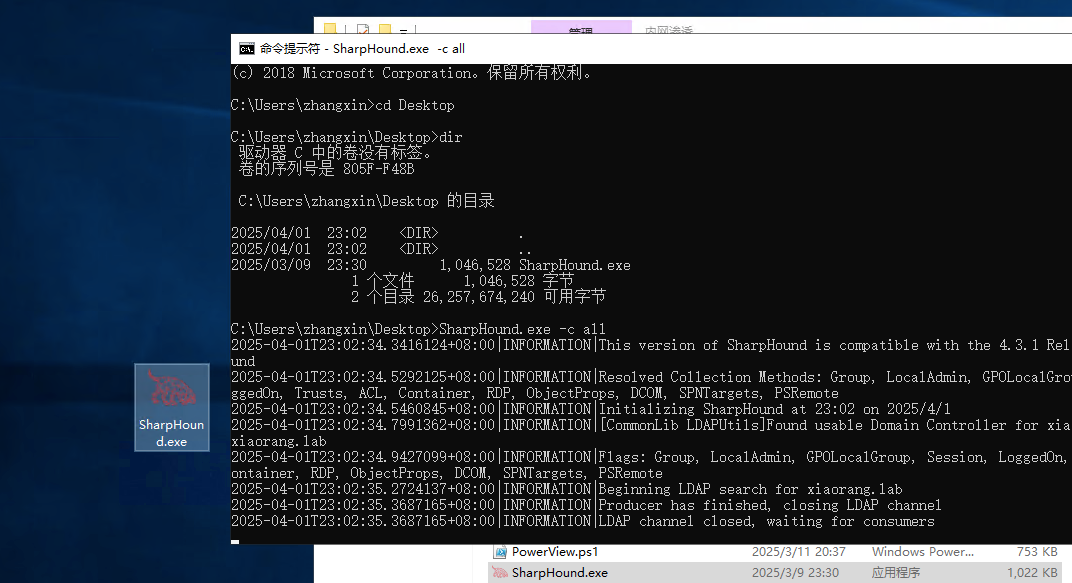 管理
内网渗透
命令提示符 - SharpHound.exe -c all
(c) 2018 Microsoft Corporation。保留所有权利。
C:\Users\zhangxin>cd Desktop
C:\Users\zhangxin\Desktop>dir
驱动器 C 中的卷没有标签。
卷的序列号是 805F-F48B
C:\Users\zhangxin\Desktop 的目录
2025/04/01  23:02    <DIR>          .
2025/04/01  23:02    <DIR>          ..
2025/03/09  23:30         1,046,528 SharpHound.exe
1 个文件      1,046,528 字节
2 个目录 26,257,674,240 可用字节
C:\Users\zhangxin\Desktop>SharpHound.exe -c all
2025-04-01T23:02:34.3416124+08:00|INFORMATION|This version of SharpHound is compatible with the 4.3.1 Rel
und
2025-04-01T23:02:34.5292125+08:00|INFORMATION|Resolved Collection Methods: Group, LocalAdmin, GPOLocalGro
ggedOn, Trusts, ACL, Container, RDP, ObjectProps, DCOM, SPNTargets, PSRemote
2025-04-01T23:02:34.5460845+08:00|INFORMATION|Initializing SharpHound at 23:02 on 2025/4/1
2025-04-01T23:02:34.7991362+08:00|INFORMATION|[CommonLib LDAPUtils]Found usable Domain Controller for xia
xiaorang.lab
2025-04-01T23:02:34.9427099+08:00|INFORMATION|Flags: Group, LocalAdmin, GPOLocalGroup, Session, LoggedOn,
ontainer, RDP, ObjectProps, DCOM, SPNTargets, PSRemote
2025-04-01T23:02:35.2724137+08:00|INFORMATION|Beginning LDAP search for xiaorang.lab
2025-04-01T23:02:35.3687165+08:00|INFORMATION|Producer has finished, closing LDAP channel
2025-04-01T23:02:35.3687165+08:00|INFORMATION|LDAP channel closed, waiting for consumers
SharpHoun
d.exe
PowerView.ps1 2025/3/11 20:37 Windows Power... 753 KB
SharpHound.exe 2025/3/9 23:30 应用程序 1,022 KB